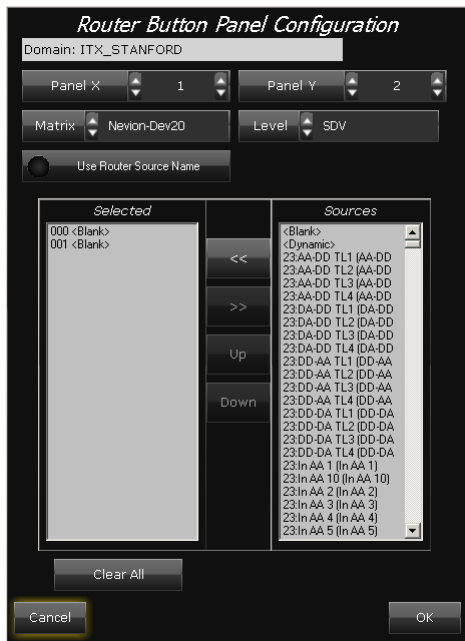 Router Button Panel Configuration
Domain: ITX_STANFORD
Panel X 1 Panel Y 2
Matrix Nevion-Dev20 Level SDV
Use Router Source Name
Selected Sources
000 <Blank>
001 <Blank>
<<
>>
Up
Down
<Blank>
<Dynamic>
23:AA-DD TL1 (AA-DD
23:AA-DD TL2 (AA-DD
23:AA-DD TL3 (AA-DD
23:AA-DD TL4 (AA-DD
23:DA-DD TL1 (DA-DD
23:DA-DD TL2 (DA-DD
23:DA-DD TL3 (DA-DD
23:DA-DD TL4 (DA-DD
23:DD-AA TL1 (DD-AA
23:DD-AA TL2 (DD-AA
23:DD-AA TL3 (DD-AA
23:DD-AA TL4 (DD-AA
23:DD-DA TL1 (DD-DA
23:DD-DA TL2 (DD-DA
23:DD-DA TL3 (DD-DA
23:DD-DA TL4 (DD-DA
23:In AA 1 (In AA 1)
23:In AA 10 (In AA 10)
23:In AA 2 (In AA 2)
23:In AA 3 (In AA 3)
23:In AA 4 (In AA 4)
23:In AA 5 (In AA 5)
Clear All
Cancel OK